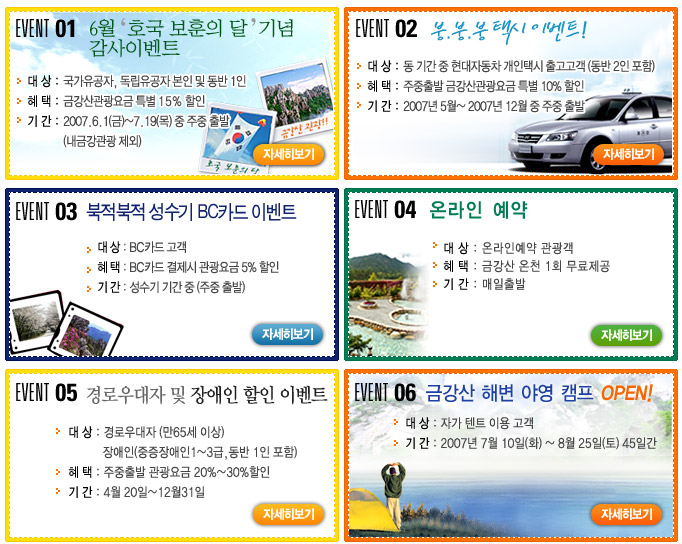 EVENT 01 6월 '호국 보훈의 달' 기념
감사이벤트
대 상 : 국가유공자, 독립유공자 본인 및 동반 1인
혜 택 : 금강산관광요금 특별 15% 할인
기 간 : 2007.6.1(금)~7.19(목) 중 주중 출발
(내금강관광 제외)
금강산 관광!!
호국 보훈의 달
자세히보기
EVENT 02 붕.붕.붕 택시 이벤트!
대 상 : 동 기간 중 현대자동차 개인택시 출고고객 (동반 2인 포함)
혜 택 : 주중출발 금강산관광요금 특별 10% 할인
기 간 : 2007년 5월~ 2007년 12월 중 주중 출발
자세히보기
EVENT 03 북적북적 성수기 BC카드 이벤트
대 상 : BC카드 고객
혜 택 : BC카드 결제시 관광요금 5% 할인
기 간 : 성수기 기간 중 (주중 출발)
자세히보기
EVENT 04 온라인 예약
대 상 : 온라인예약 관광객
혜 택 : 금강산 온천 1회 무료제공
기 간 : 매일출발
자세히보기
EVENT 05 경로우대자 및 장애인 할인 이벤트
대 상 : 경로우대자 (만65세 이상)
장애인(중증장애인1~3급,동반 1인 포함)
혜 택 : 주중출발 관광요금 20%~30%할인
기 간 : 4월 20일~12월31일
자세히보기
EVENT 06 금강산 해변 야영 캠프 OPEN!
대 상 : 자가 텐트 이용 고객
기 간 : 2007년 7월 10일(화) ~ 8월 25일(토) 45일간
자세히보기